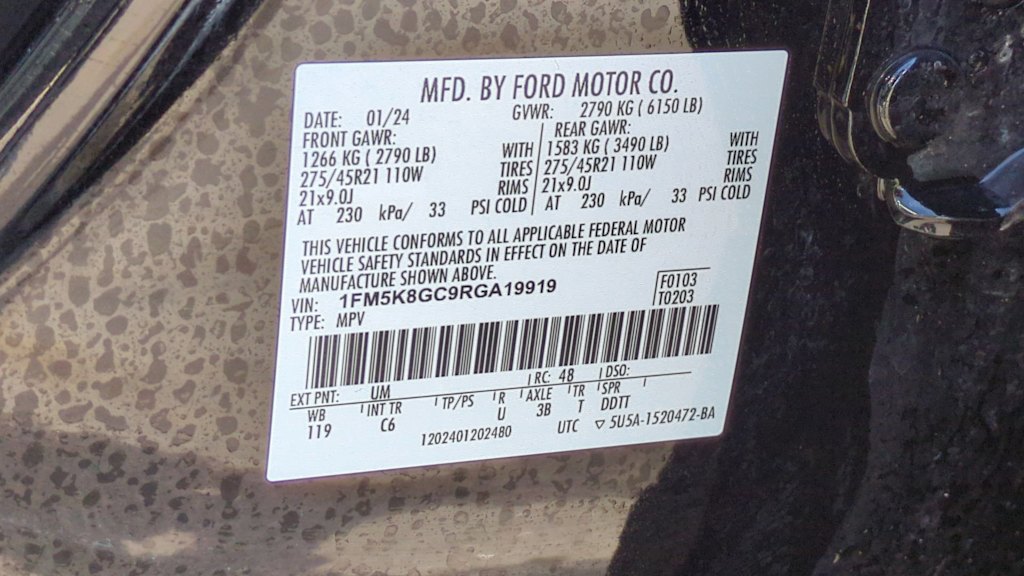 MFD. BY FORD MOTOR CO.
DATE: 01/24 GVWR: 2790 KG ( 6150 LB)
FRONT GAWR: REAR GAWR:
1266 KG ( 2790 LB) WITH 1583 KG ( 3490 LB) WITH
275/45R21 110W TIRES 275/45R21 110W TIRES
21x9.0J RIMS 21x9.0J RIMS
AT 230 kPa/ 33 PSI COLD AT 230 kPa/ 33 PSI COLD
THIS VEHICLE CONFORMS TO ALL APPLICABLE FEDERAL MOTOR
VEHICLE SAFETY STANDARDS IN EFFECT ON THE DATE OF
MANUFACTURE SHOWN ABOVE.
VIN: 1FM5K8GC9RGA19919 F0103
TYPE: MPV T0203
EXT PNT: UM RC: 48 DSO:
WB INT TR TP/PS R AXLE TR SPR
119 C6 U 3B T DDTT
1202401202480 UTC ▽ 5U5A-1520472-BA